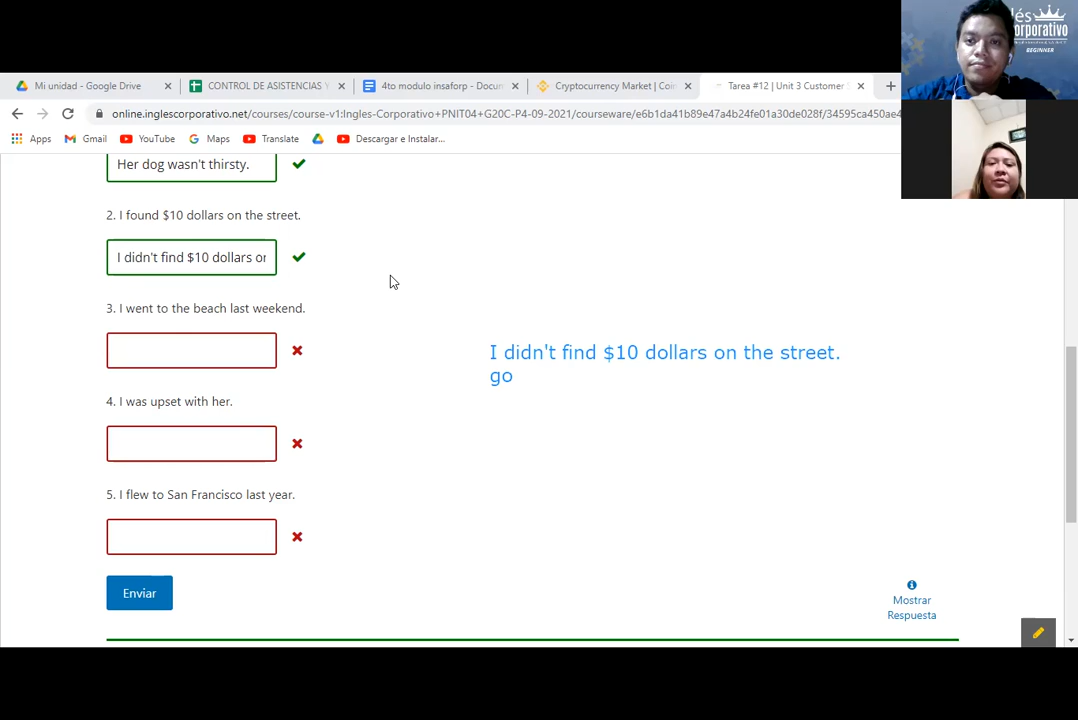 és
orporativo
BEGINNER
Mi unidad - Google Drive
CONTROL DE ASISTENCIAS Y
4to modulo insaforp - Docum
Cryptocurrency Market | Coin
Tarea #12 | Unit 3 Customer S
online.inglescorporativo.net/courses/course-v1:Ingles-Corporativo+PNIT04+G20C-P4-09-2021/courseware/e6b1da41b89e47a4b24fe01a30de028f/34595ca450ae4
Apps
Gmail
YouTube
Maps
Translate
Descargar e Instalar...
Her dog wasn't thirsty.
2. I found $10 dollars on the street.
I didn't find $10 dollars or
3. I went to the beach last weekend.
I didn't find $10 dollars on the street.
go
4. I was upset with her.
5. I flew to San Francisco last year.
Enviar
Mostrar
Respuesta